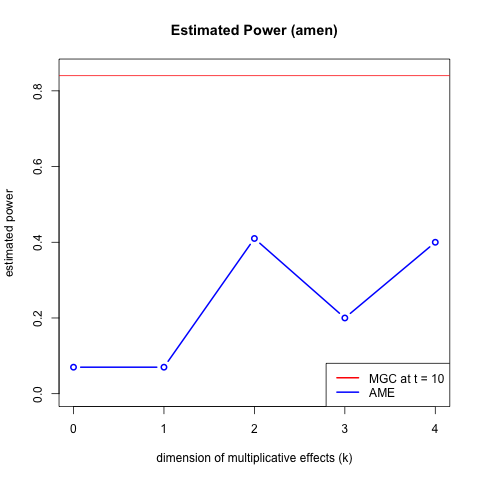 Estimated Power (amen)
estimated power
0.8
0.6
0.4
0.2
0.0
MGC at t = 10
AME
0 1 2 3 4
dimension of multiplicative effects (k)